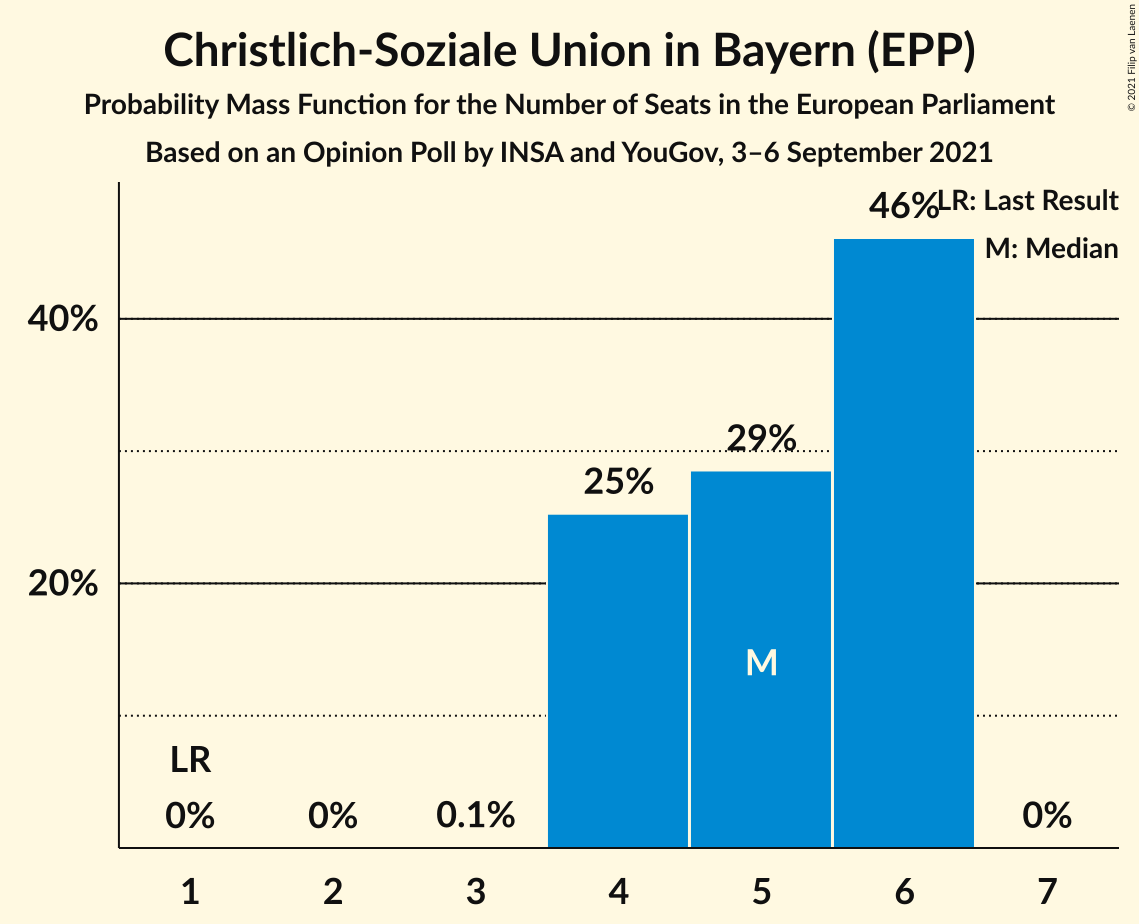 Christlich-Soziale Union in Bayern (EPP)
Probability Mass Function for the Number of Seats in the European Parliament
Based on an Opinion Poll by INSA and YouGov, 3–6 September 2021
© 2021 Filip van Laenen
LR: Last Result
M: Median
46%
40%
29%
25%
20%
M
LR
0%
0%
0.1%
0%
1
2
3
4
5
6
7